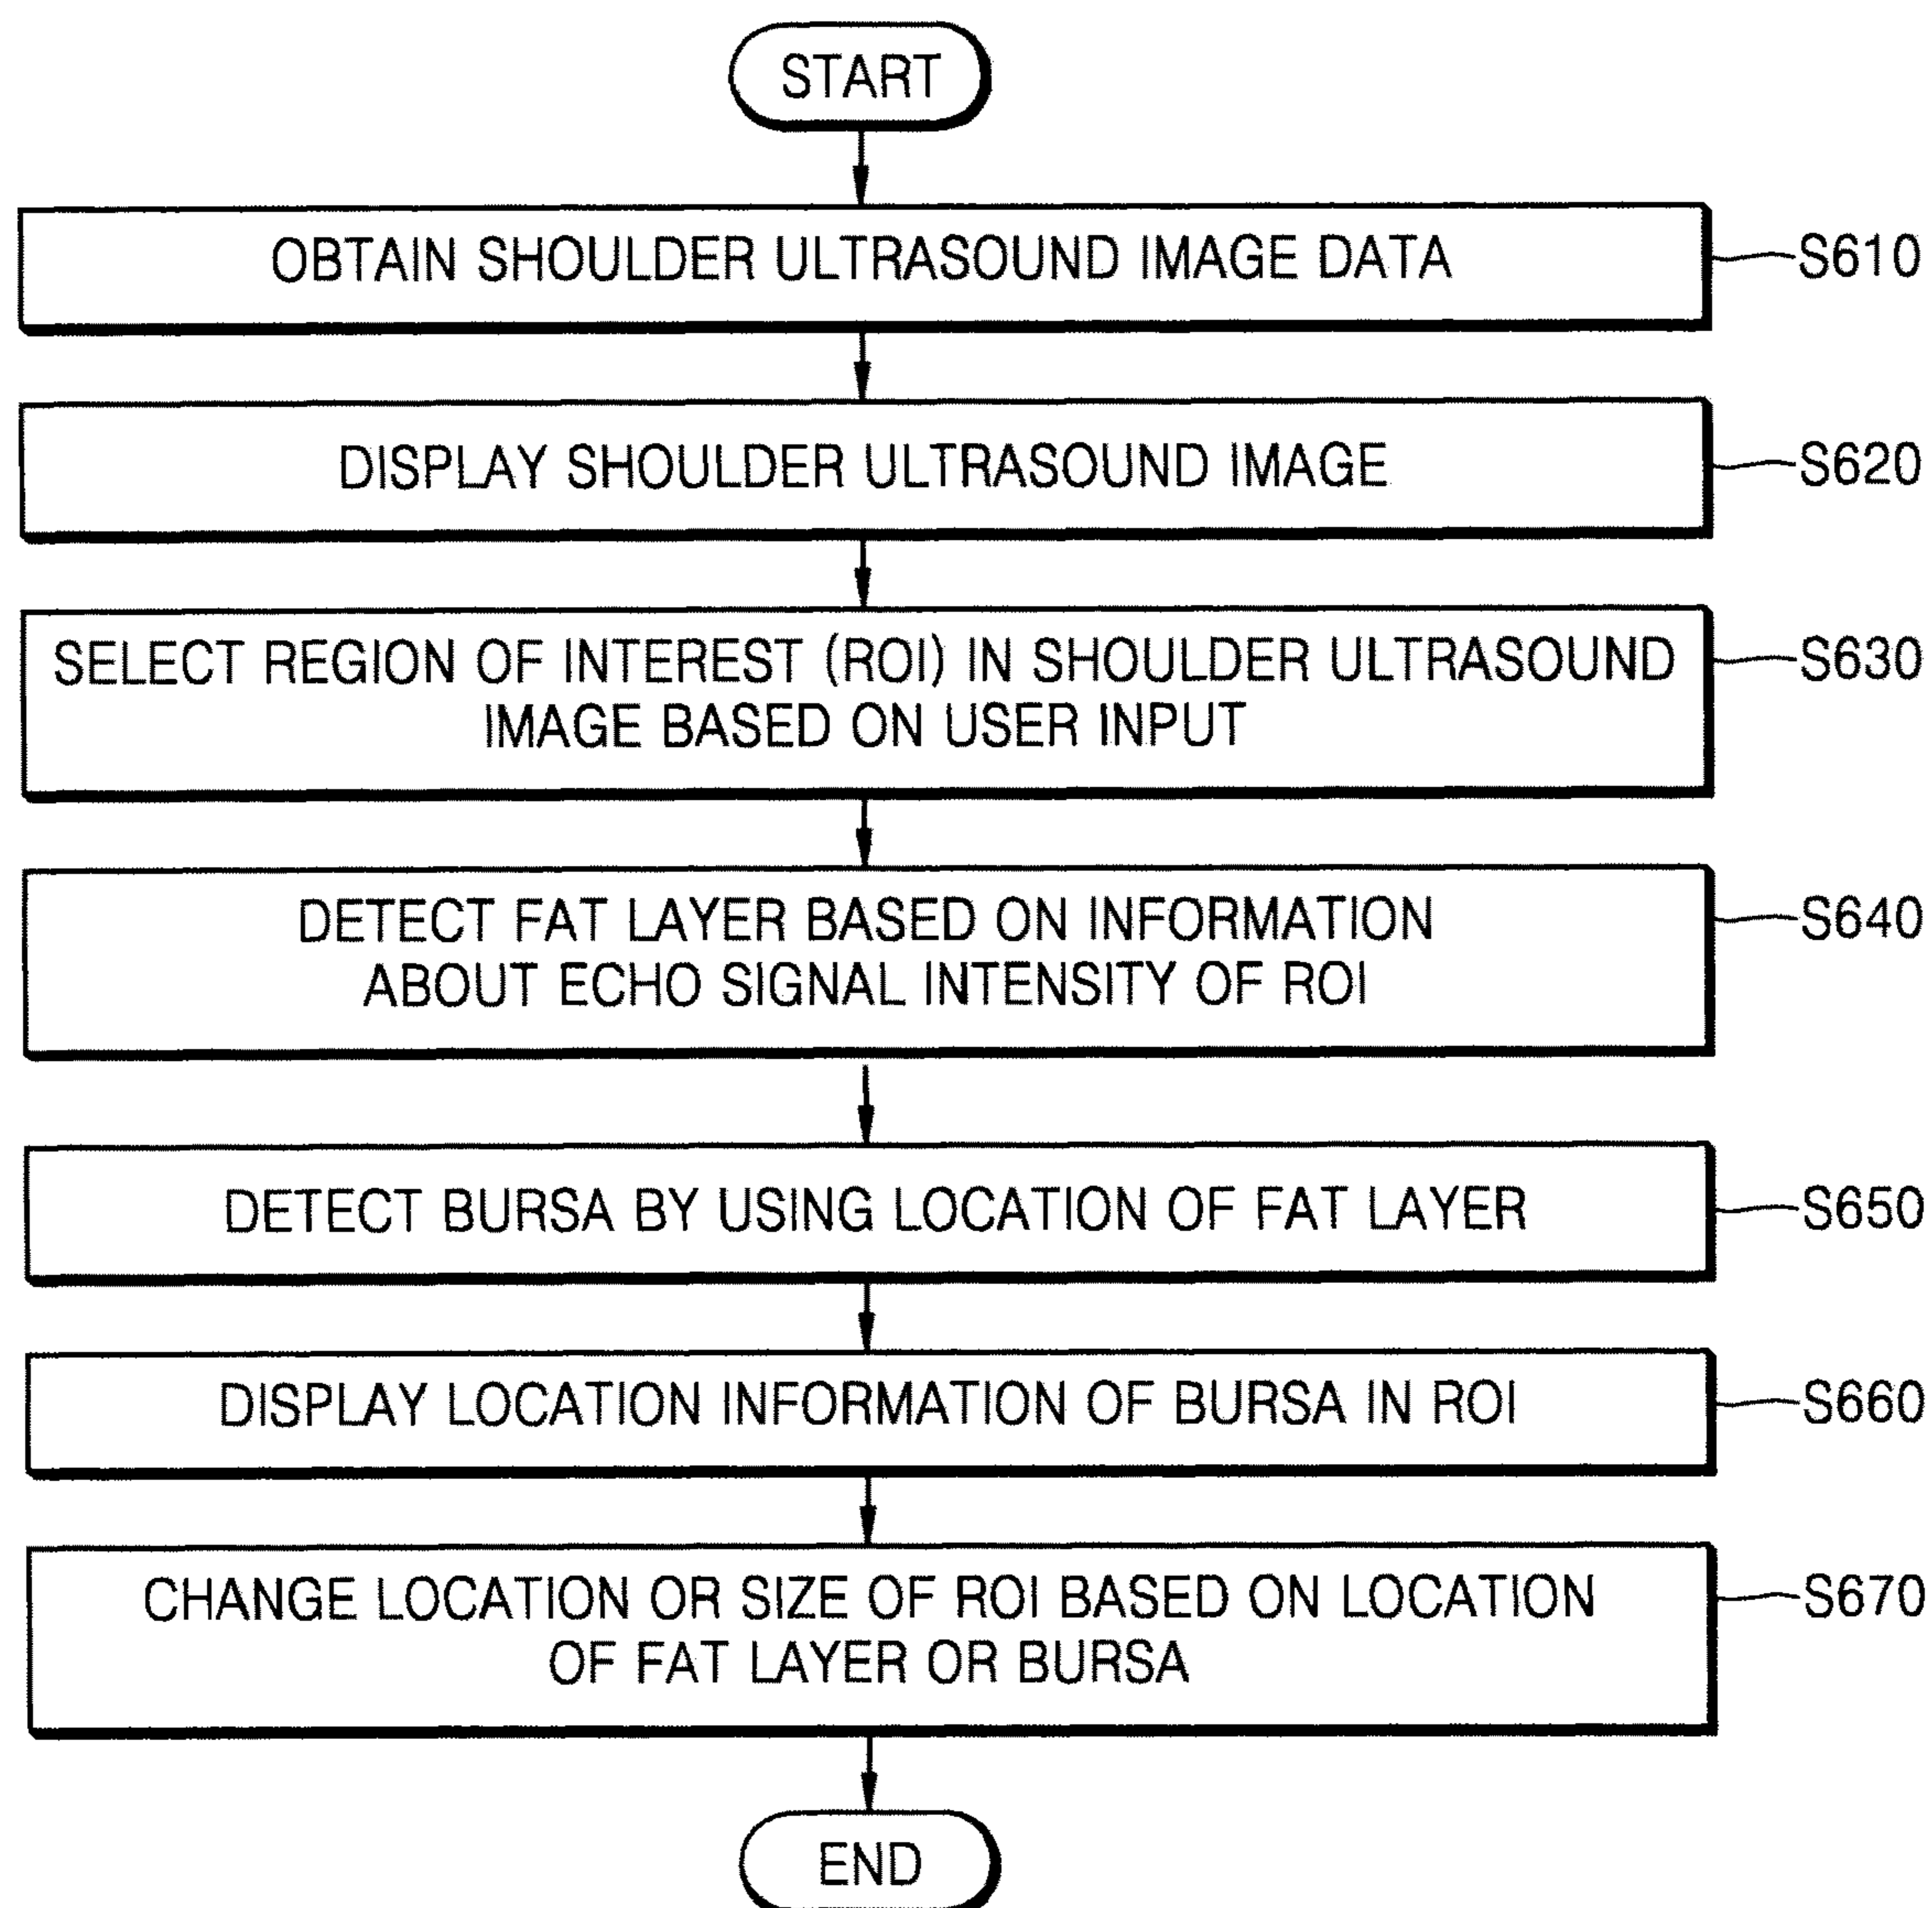 START
OBTAIN SHOULDER ULTRASOUND IMAGE DATA
S610
DISPLAY SHOULDER ULTRASOUND IMAGE
S620
SELECT REGION OF INTEREST (ROI) IN SHOULDER ULTRASOUND
IMAGE BASED ON USER INPUT
S630
DETECT FAT LAYER BASED ON INFORMATION
ABOUT ECHO SIGNAL INTENSITY OF ROI
S640
DETECT BURSA BY USING LOCATION OF FAT LAYER
S650
DISPLAY LOCATION INFORMATION OF BURSA IN ROI
S660
CHANGE LOCATION OR SIZE OF ROI BASED ON LOCATION
OF FAT LAYER OR BURSA
S670
END